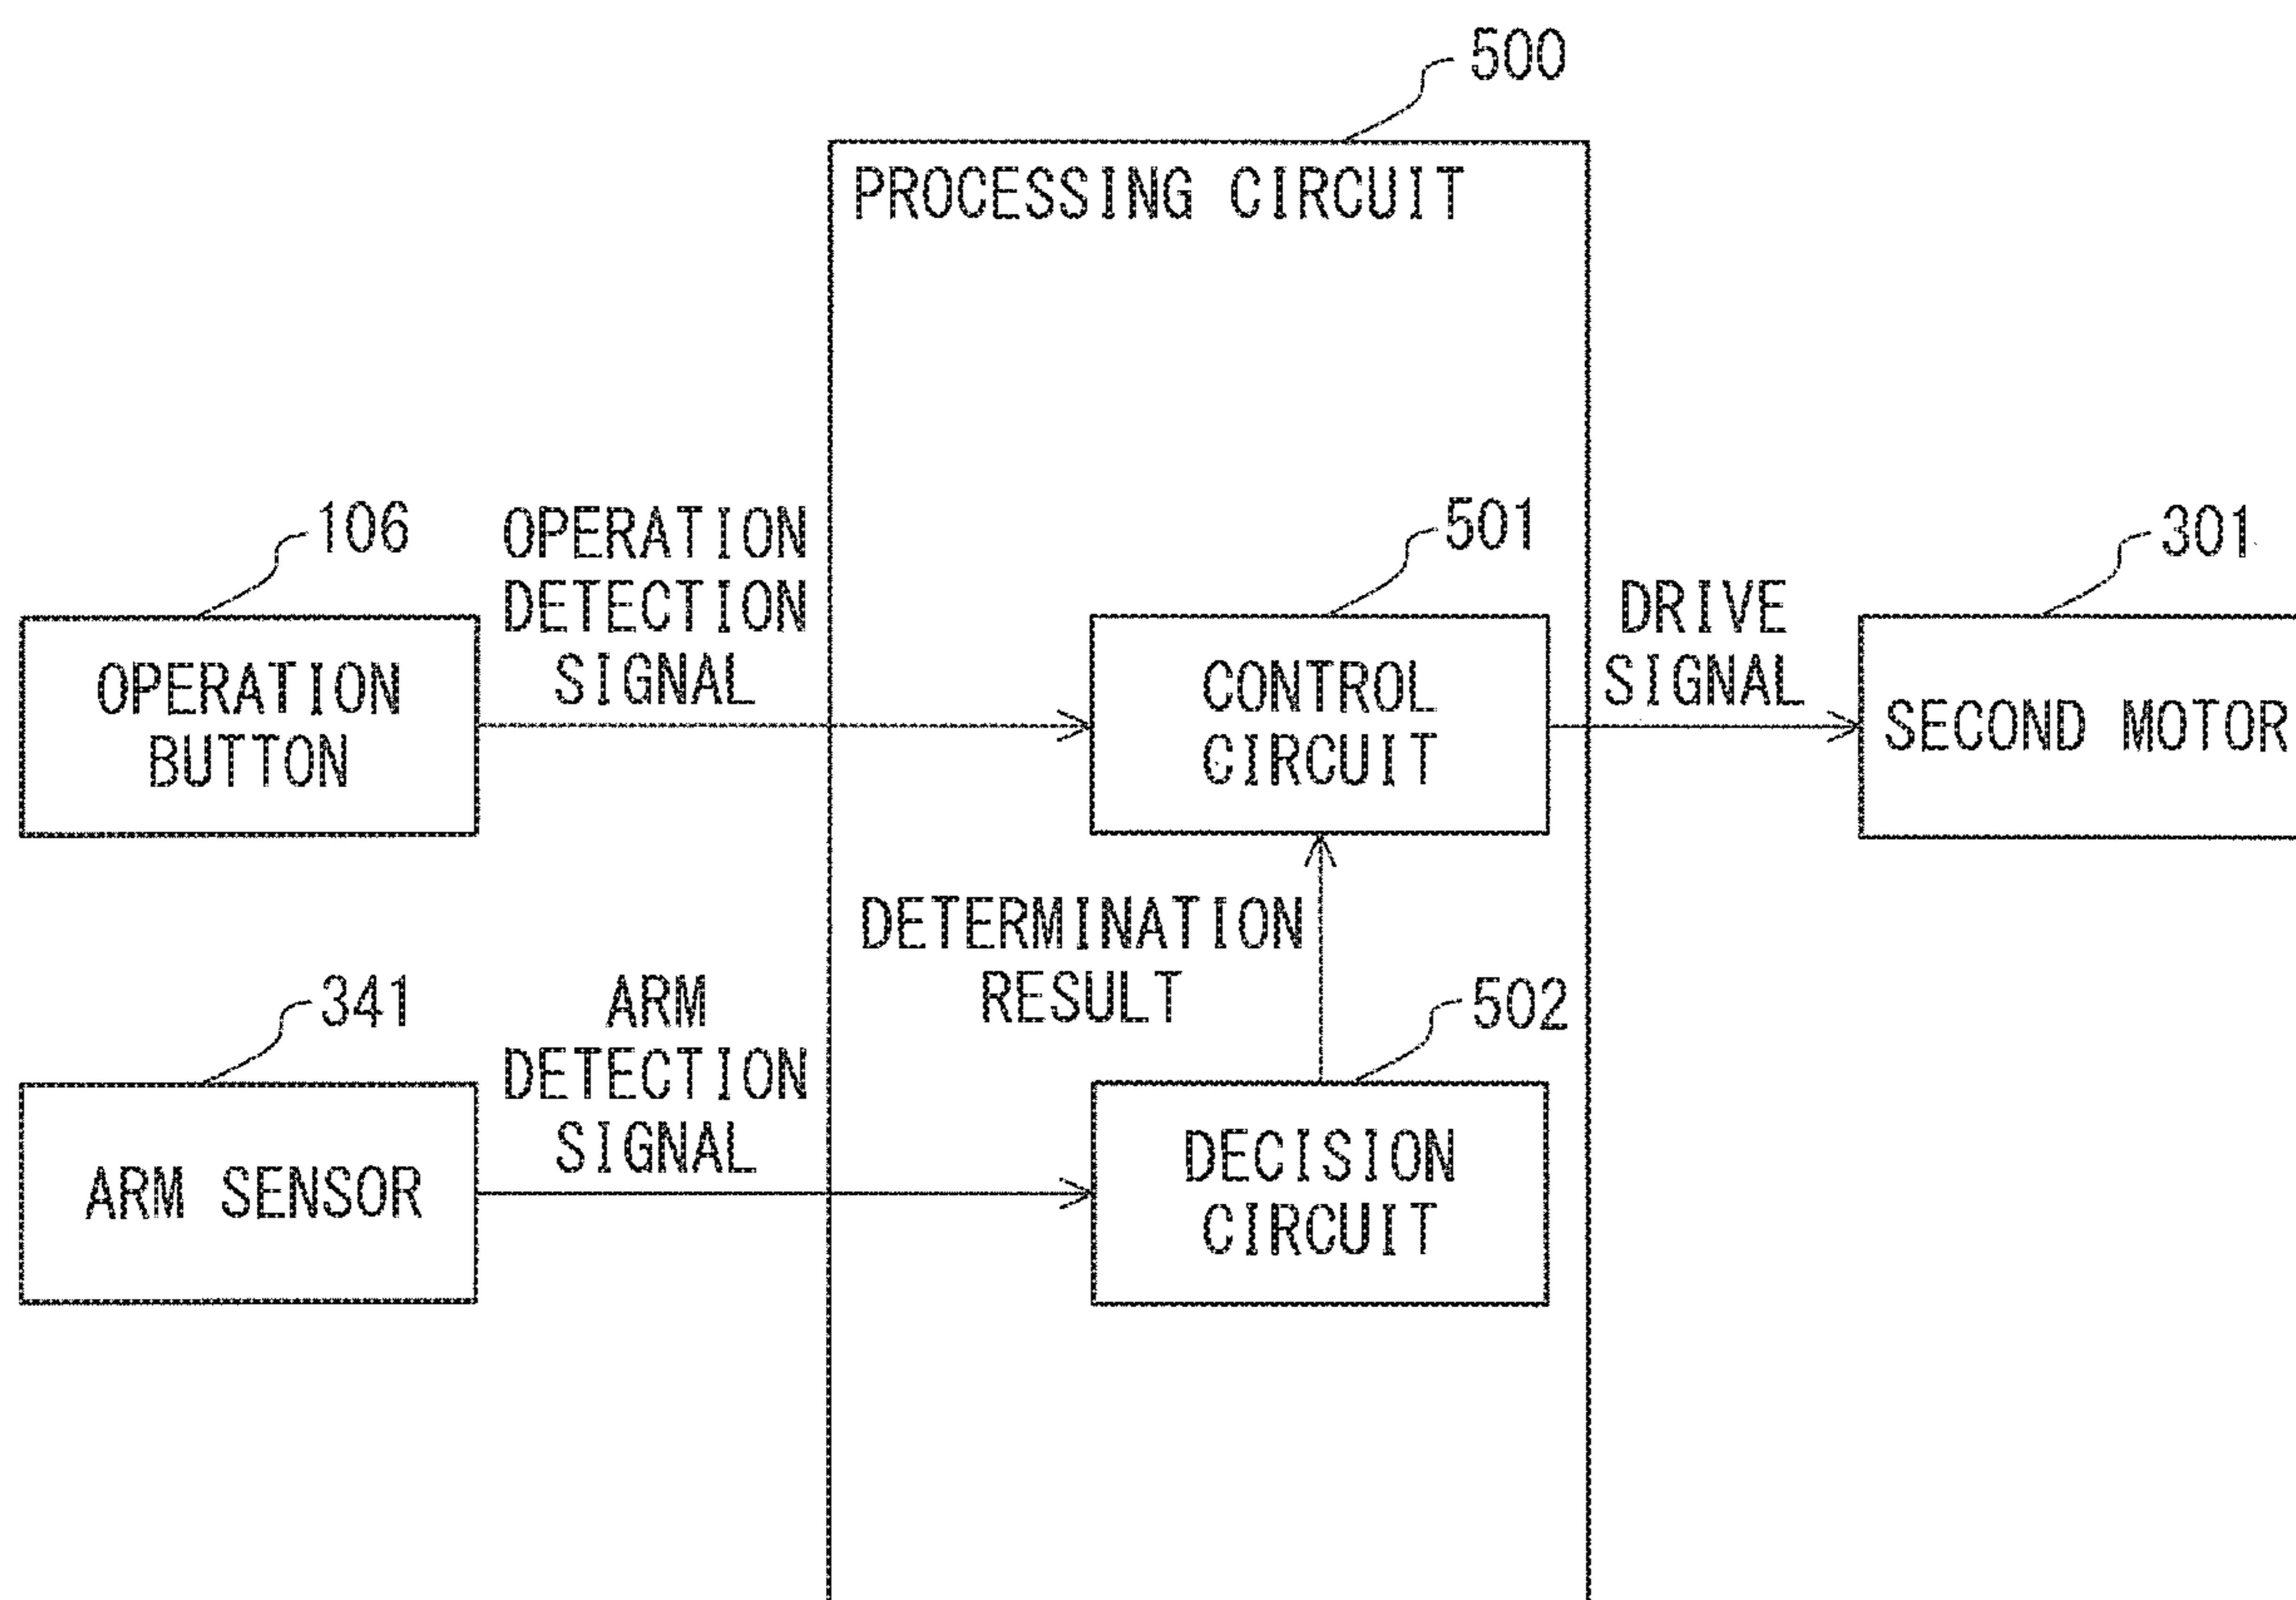 500
PROCESSING CIRCUIT
106
OPERATION
DETECTION
SIGNAL
501
301
DRIVE
SIGNAL
OPERATION
BUTTON
CONTROL
CIRCUIT
SECOND MOTOR
DETERMINATION
RESULT
341
ARM
DETECTION
SIGNAL
502
ARM SENSOR
DECISION
CIRCUIT